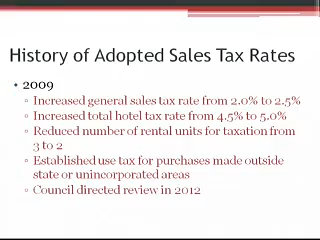 History of Adopted Sales Tax Rates
• 2009
▫ Increased general sales tax rate from 2.0% to 2.5%
▫ Increased total hotel tax rate from 4.5% to 5.0%
▫ Reduced number of rental units for taxation from
3 to 2
▫ Established use tax for purchases made outside
state or unincorporated areas
▫ Council directed review in 2012